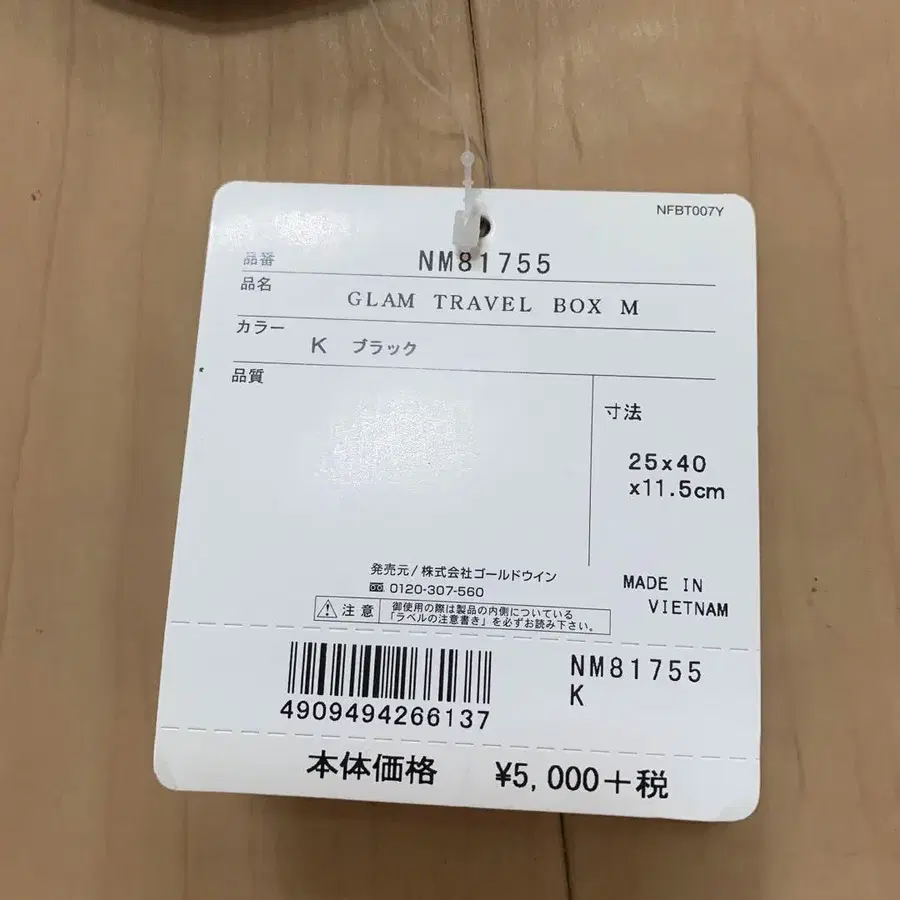 NFBT007Y
品番 NM81755
品名 GLAM TRAVEL BOX M
カラー K ブラック
品質
寸法
25x40
x11.5cm
発売元/株式会社ゴールドウイン
0120-307-560
注意
御使用の際は製品の内側についている
「ラベルの注意書き」を必ずお読み下さい。
MADE IN
VIETNAM
4909494266137
NM81755
K
本体価格 ¥5,000+税